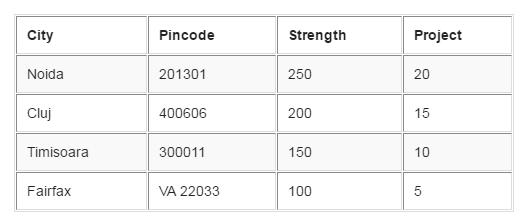 City Pincode Strength Project
Noida 201301 250 20
Cluj 400606 200 15
Timisoara 300011 150 10
Fairfax VA 22033 100 5